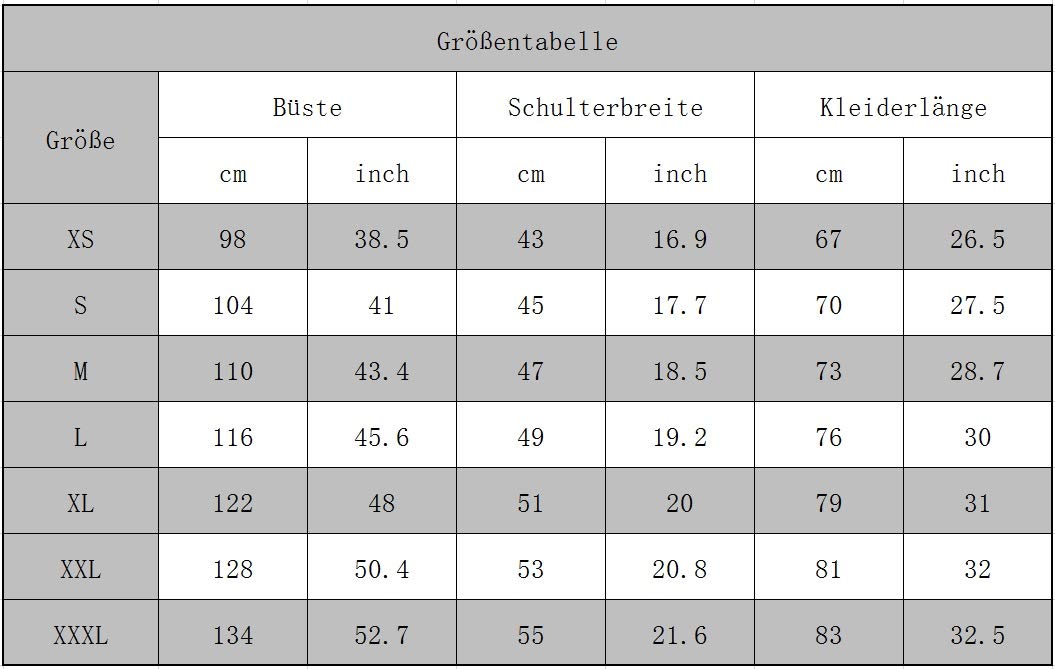 Größentabelle
Größe Büste Schulterbreite Kleiderlänge
cm inch cm inch cm inch
XS 98 38.5 43 16.9 67 26.5
S 104 41 45 17.7 70 27.5
M 110 43.4 47 18.5 73 28.7
L 116 45.6 49 19.2 76 30
XL 122 48 51 20 79 31
XXL 128 50.4 53 20.8 81 32
XXXL 134 52.7 55 21.6 83 32.5